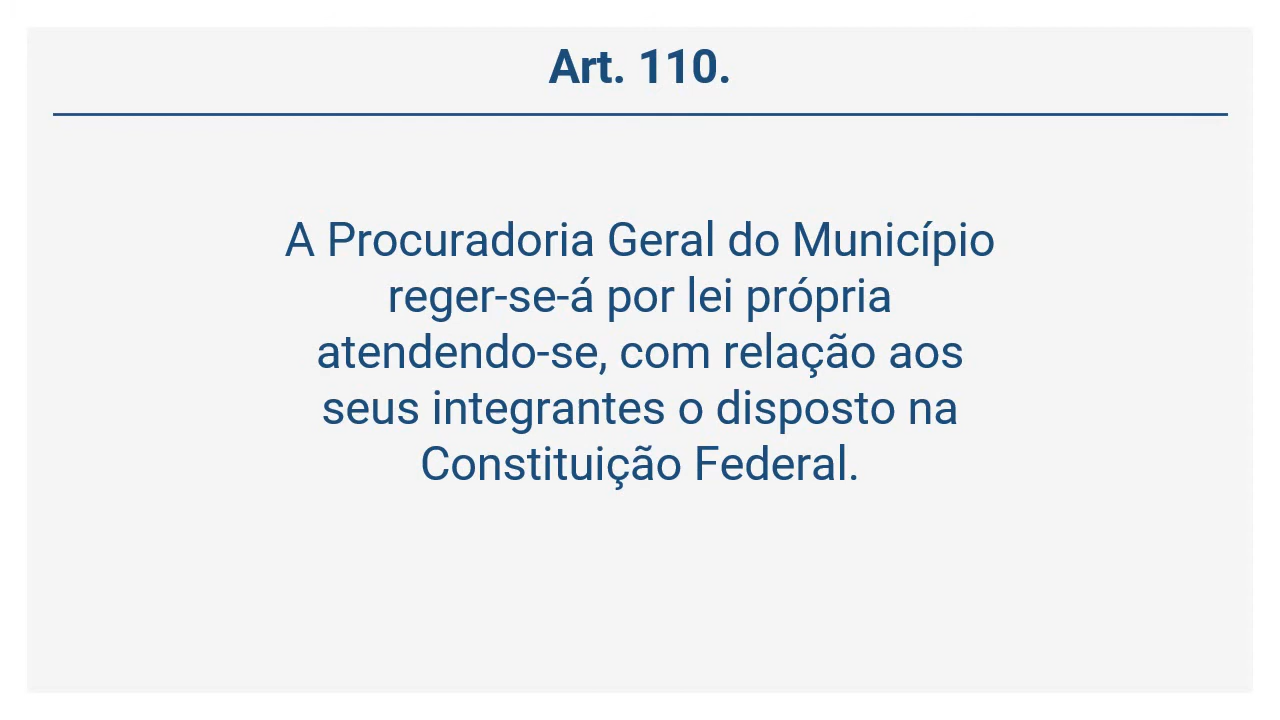 Art. 110.
A Procuradoria Geral do Município
reger-se-á por lei própria
atendendo-se, com relação aos
seus integrantes o disposto na
Constituição Federal.